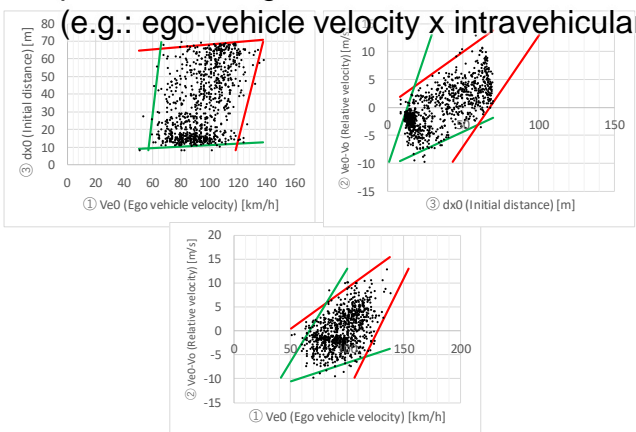 (e.g.: ego-vehicle velocity x intravehicular
③ dx0 (Initial distance) [m]
80
70
60
50
40
30
20
10
0
0 20 40 60 80 100 120 140 160
① Ve0 (Ego vehicle velocity) [km/h]
② Ve0-Vo (Relative velocity) [m/s]
10
5
0
-5
-10
-15
0 50 100 150
③ dx0 (Initial distance) [m]
② Ve0-Vo (Relative velocity) [m/s]
20
15
10
5
0
-5
-10
-15
0 50 100 150 200
① Ve0 (Ego vehicle velocity) [km/h]